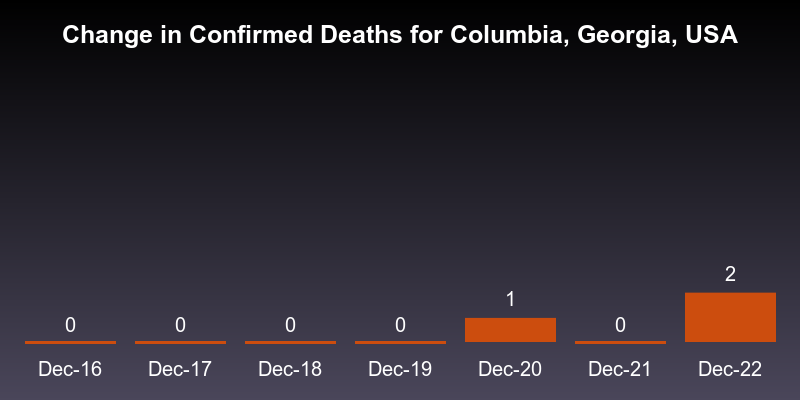 Change in Confirmed Deaths for Columbia, Georgia, USA
0 0 0 0 1 0 2
Dec-16 Dec-17 Dec-18 Dec-19 Dec-20 Dec-21 Dec-22